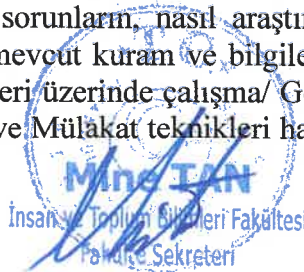 sorunların, nasıl araştır
mevcut kuram ve bilgile
eri üzerinde çalışma/ G
ve Mülakat teknikleri ha
Mine TAN
İnsan ve Toplum Bilimleri Fakültesi
Fakülte Sekreteri